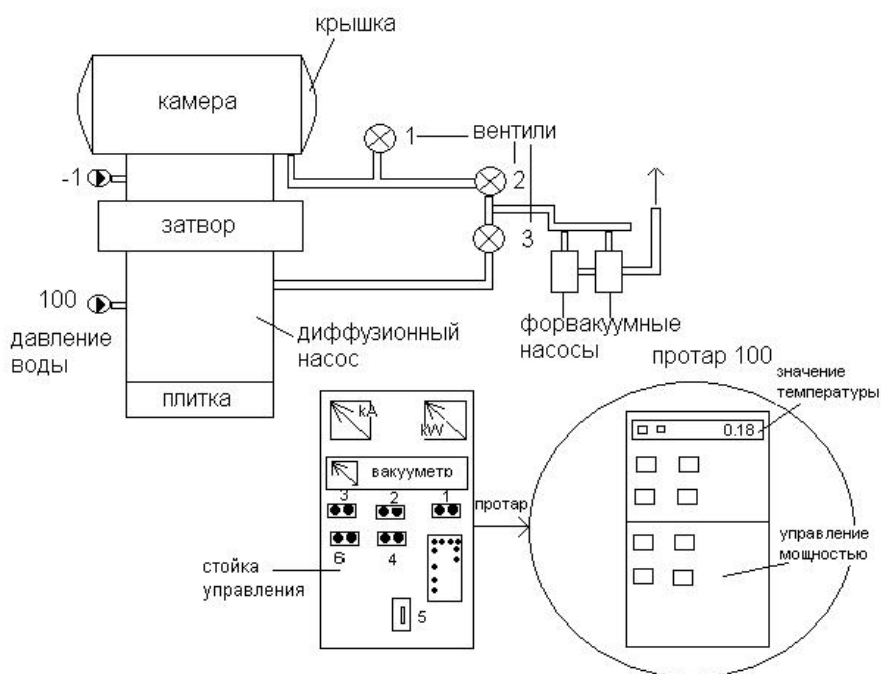 крышка
камера
1
вентили
-1
2
затвор
3
100
давление
воды
диффузионный
насос
форвакуумные
насосы
плитка
протар 100
значение
температуры
kA
kW
0.18
вакууметр
3
2
1
протар
6
4
стойка
управления
5
управление
мощностью